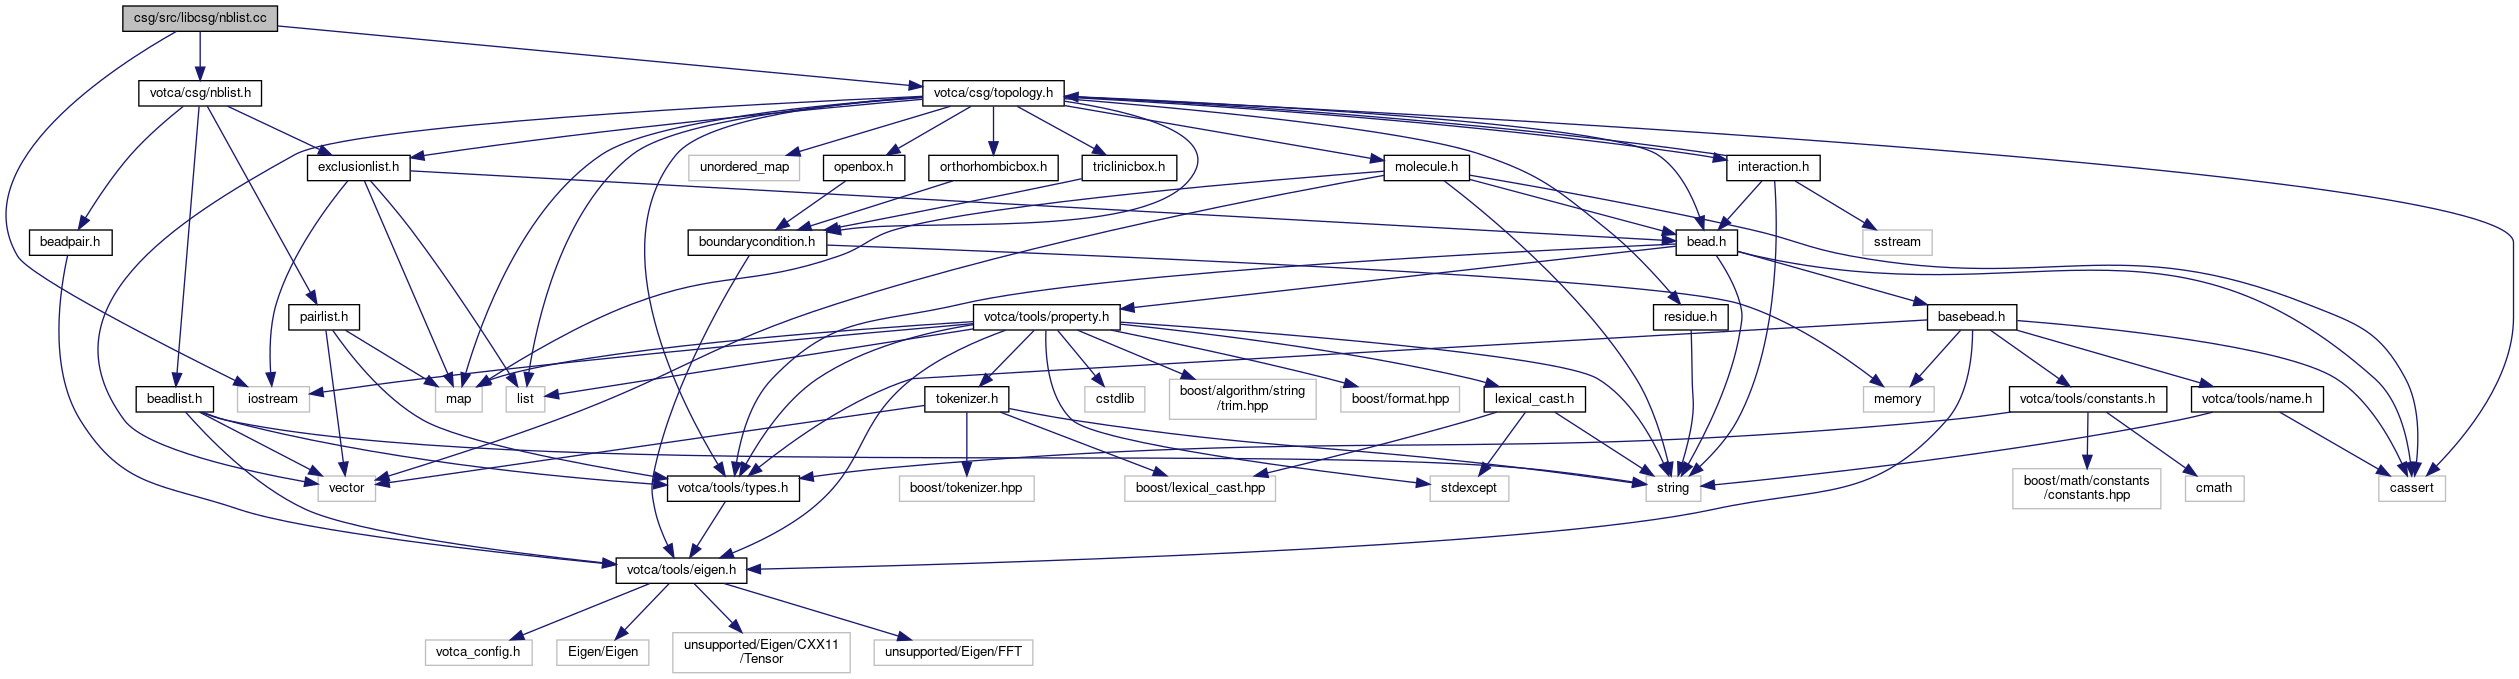 csg/src/libcsg/nblist.cc
votca/csg/nblist.h
votca/csg/topology.h
exclusionlist.h
unordered_map
openbox.h
orthorhombicbox.h
triclinicbox.h
molecule.h
interaction.h
beadpair.h
boundarycondition.h
bead.h
sstream
pairlist.h
votca/tools/property.h
residue.h
basebead.h
beadlist.h
iostream
map
list
tokenizer.h
cstdlib
boost/algorithm/string
/trim.hpp
boost/format.hpp
lexical_cast.h
memory
votca/tools/constants.h
votca/tools/name.h
vector
votca/tools/types.h
boost/tokenizer.hpp
boost/lexical_cast.hpp
stdexcept
string
boost/math/constants
/constants.hpp
cmath
cassert
votca/tools/eigen.h
votca_config.h
Eigen/Eigen
unsupported/Eigen/CXX11
/Tensor
unsupported/Eigen/FFT